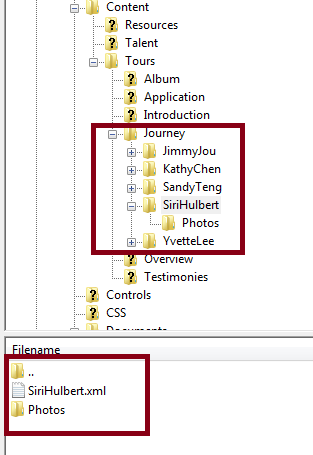 Content
Resources
Talent
Tours
Album
Application
Introduction
Journey
JimmyJou
KathyChen
SandyTeng
SiriHulbert
Photos
YvetteLee
Overview
Testimonies
Controls
CSS
Documents
Filename
..
SiriHulbert.xml
Photos